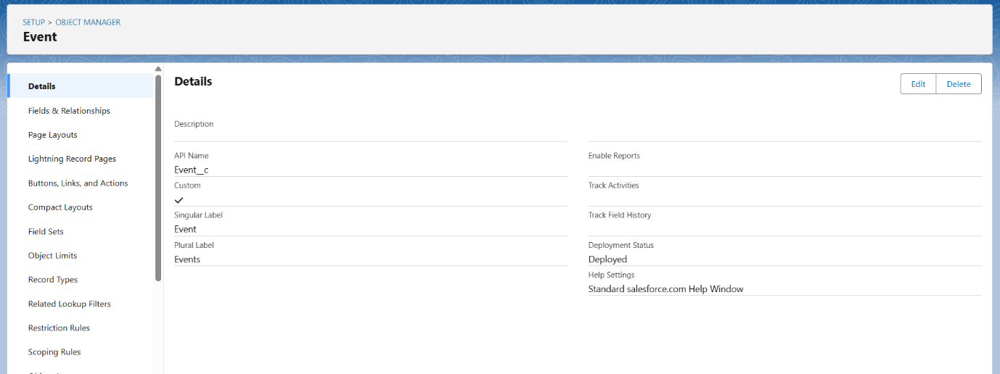 SETUP > OBJECT MANAGER
Event
Details
Fields & Relationships
Page Layouts
Lightning Record Pages
Buttons, Links, and Actions
Compact Layouts
Field Sets
Object Limits
Record Types
Related Lookup Filters
Restriction Rules
Scoping Rules
Details
Edit
Delete
Description
API Name
Event__c
Custom
Singular Label
Event
Plural Label
Events
Enable Reports
Track Activities
Track Field History
Deployment Status
Deployed
Help Settings
Standard salesforce.com Help Window